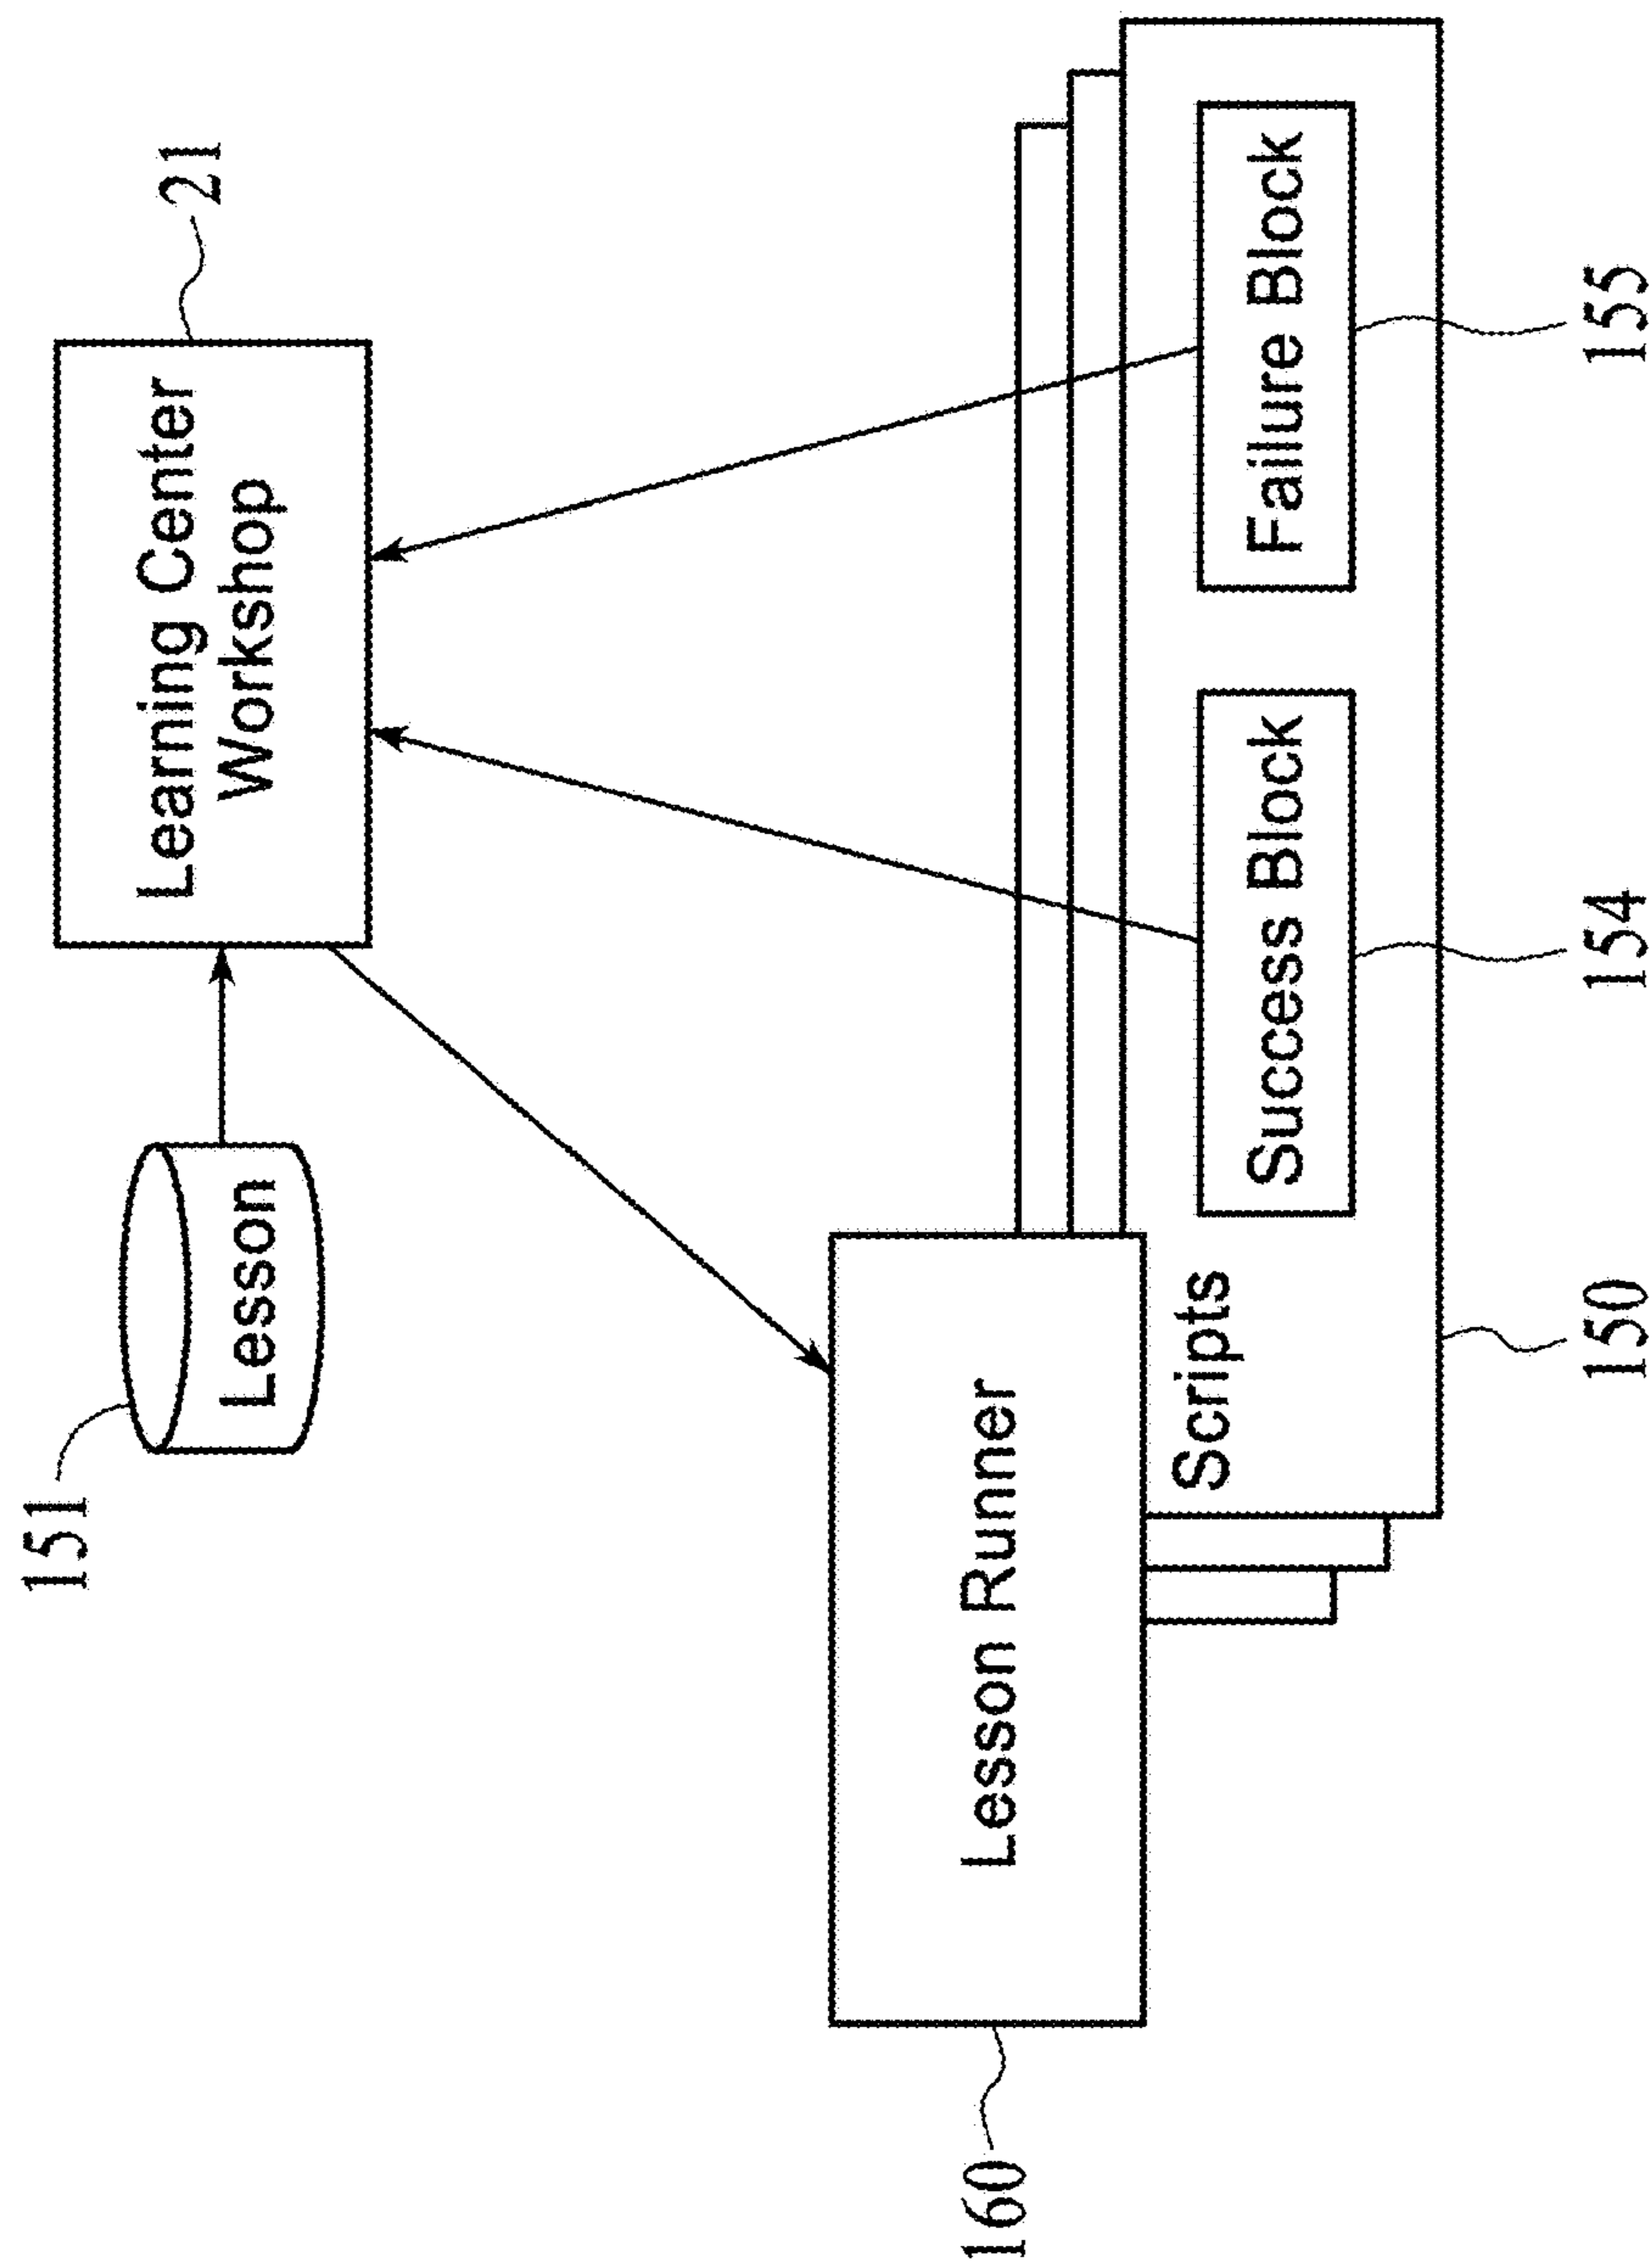 151
Lesson
Learning Center
Workshop
21
160
Lesson Runner
Scripts
Success Block
Failure Block
150
154
155